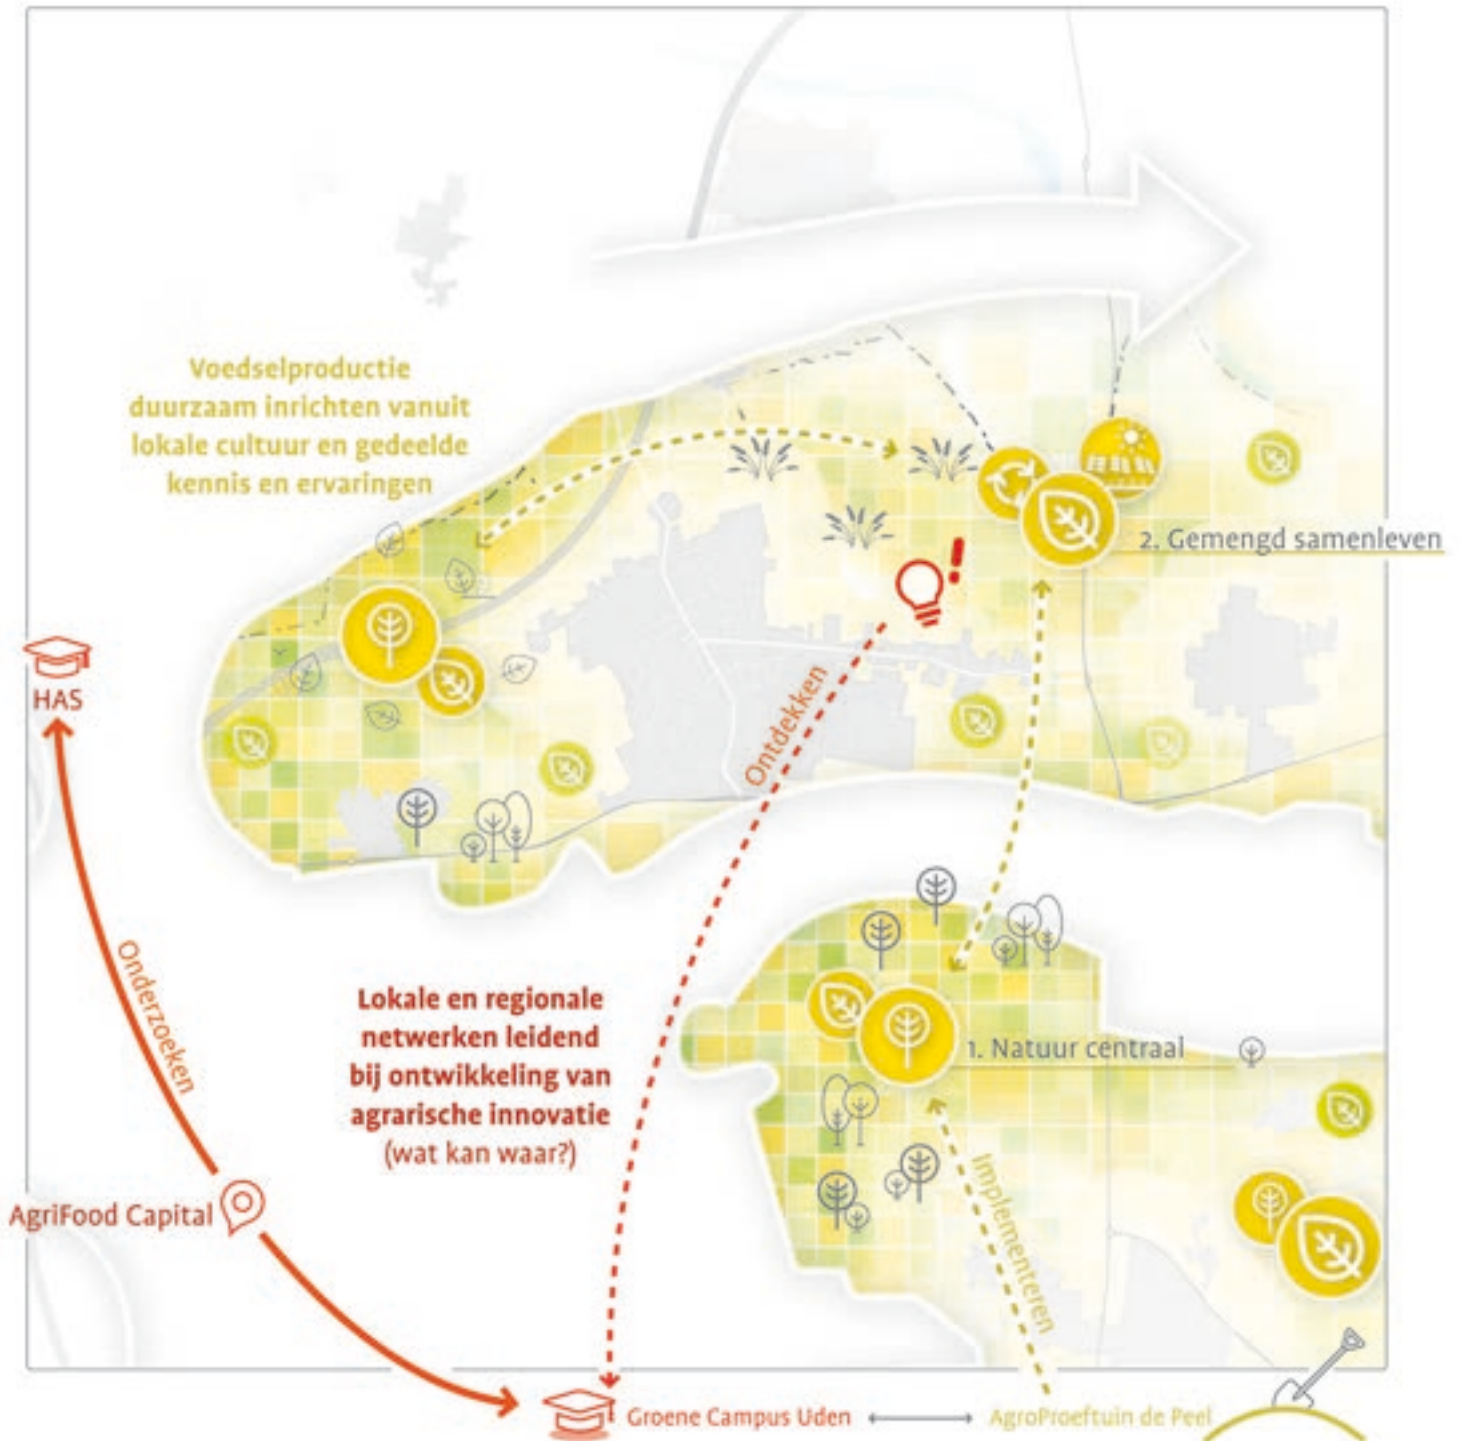 Voedselproductie
duurzaam inrichten vanuit
lokale cultuur en gedeelde
kennis en ervaringen
2. Gemengd samenleven
HAS
Ontdekken
Onderzoeken
Lokale en regionale
netwerken leidend
bij ontwikkeling van
agrarische innovatie
(wat kan waar?)
1. Natuur centraal
AgriFood Capital
Implementeren
Groene Campus Uden
AgroProeftuin de Peel